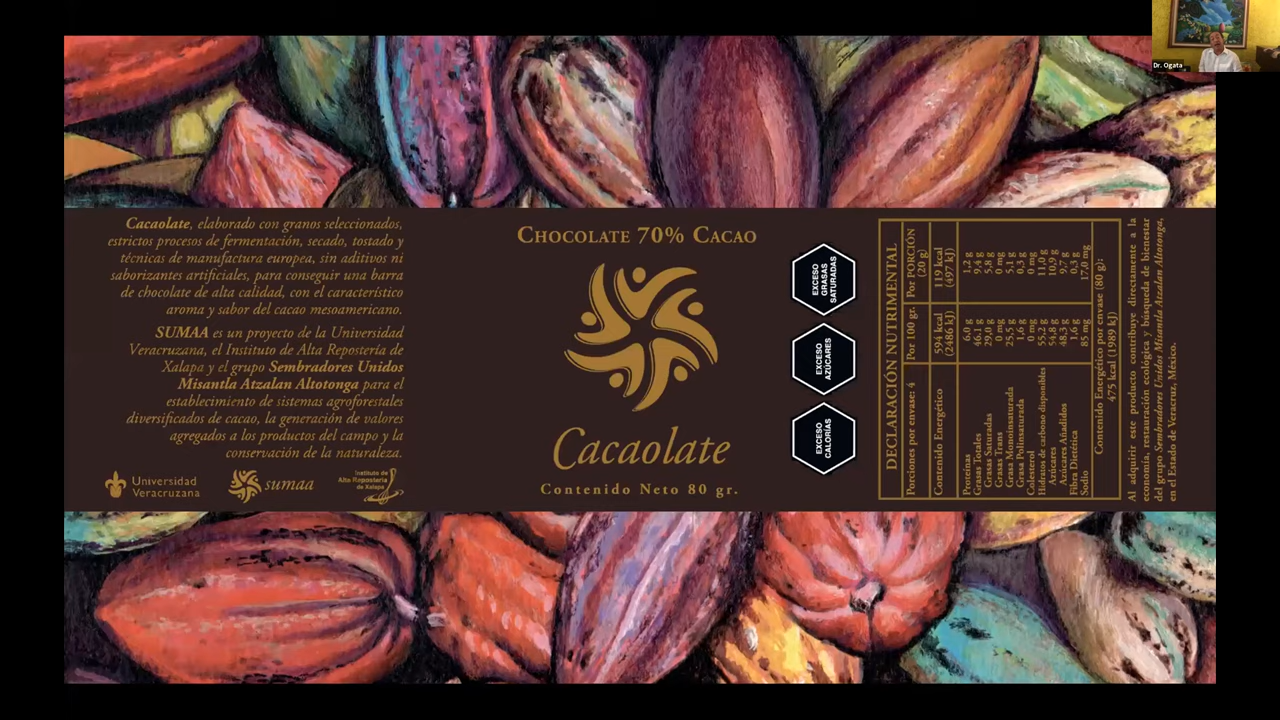 Dr. Ogata
Cacaolate, elaborado con granos seleccionados,
estrictos procesos de fermentación, secado, tostado y
técnicas de manufactura europea, sin aditivos ni
saborizantes artificiales, para conseguir una barra
de chocolate de alta calidad, con el característico
aroma y sabor del cacao mesoamericano.
SUMAA es un proyecto de la Universidad
Veracruzana, el Instituto de Alta Repostería de
Xalapa y el grupo Sembradores Unidos
Misantla Atzalan Altotonga para el
establecimiento de sistemas agroforestales
diversificados de cacao, la generación de valores
agregados a los productos del campo y la
conservación de la naturaleza.
Universidad
Veracruzana
sumaa
Instituto de
Alta Repostería
de Xalapa
CHOCOLATE 70% CACAO
Cacaolate
Contenido Neto 80 gr.
EXCESO
GRASAS
SATURADAS
EXCESO
AZÚCARES
EXCESO
CALORÍAS
DECLARACIÓN NUTRIMENTAL
Porciones por envase: 4 Por 100 gr. Por PORCIÓN
(20 g)
Contenido Energético 594 kcal 119 kcal
(2486 kJ) (497 kJ)
Proteínas 6,0 g 1,2 g
Grasas Totales 46,1 g 9,4 g
Grasas Saturadas 29,0 g 5,8 g
Grasas Trans 0 mg 0 mg
Grasa Monoinsaturada 25,5 g 5,1 g
Grasa Polinsaturada 1,6 g 0,3 g
Colesterol 0 mg 0 mg
Hidratos de carbono disponibles 55,2 g 11,0 g
Azúcares 54,8 g 10,9 g
Azúcares Añadidos 48,3 g 9,7 g
Fibra Dietética 1,6 g 0,3 g
Sodio 85 mg 17,0 mg
Contenido Energético por envase (80 g):
475 kcal (1989 kJ)
Al adquirir este producto contribuye directamente a la
economía, restauración ecológica y búsqueda de bienestar
del grupo Sembradores Unidos Misantla Atzalan Altotonga,
en el Estado de Veracruz, México.